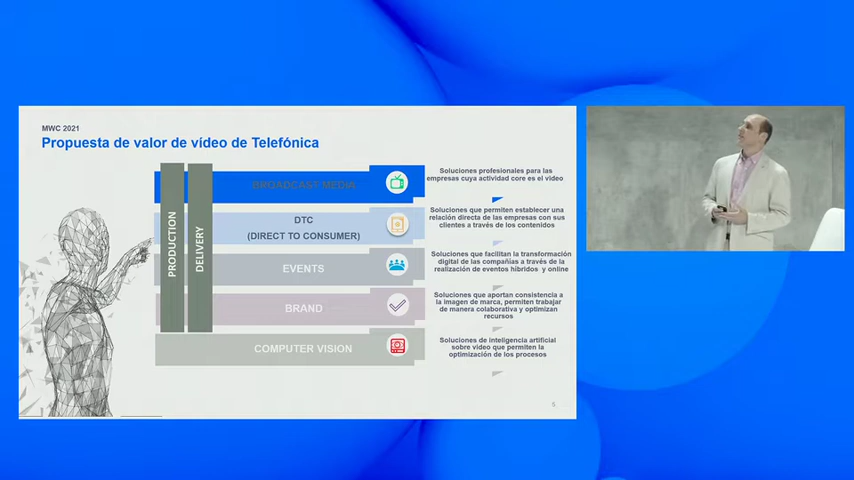 MWC 2021
Propuesta de valor de vídeo de Telefónica
PRODUCTION
DELIVERY
BROADCAST MEDIA
Soluciones profesionales para las
empresas cuya actividad core es el video
DTC
(DIRECT TO CONSUMER)
Soluciones que permiten establecer una
relación directa de las empresas con sus
clientes a través de los contenidos
EVENTS
Soluciones que facilitan la transformación
digital de las compañías a través de la
realización de eventos híbridos y online
BRAND
Soluciones que aportan consistencia a
la imagen de marca, permiten trabajar
de manera colaborativa y optimizan
recursos
COMPUTER VISION
Soluciones de inteligencia artificial
sobre vídeo que permiten la
optimización de los procesos
5